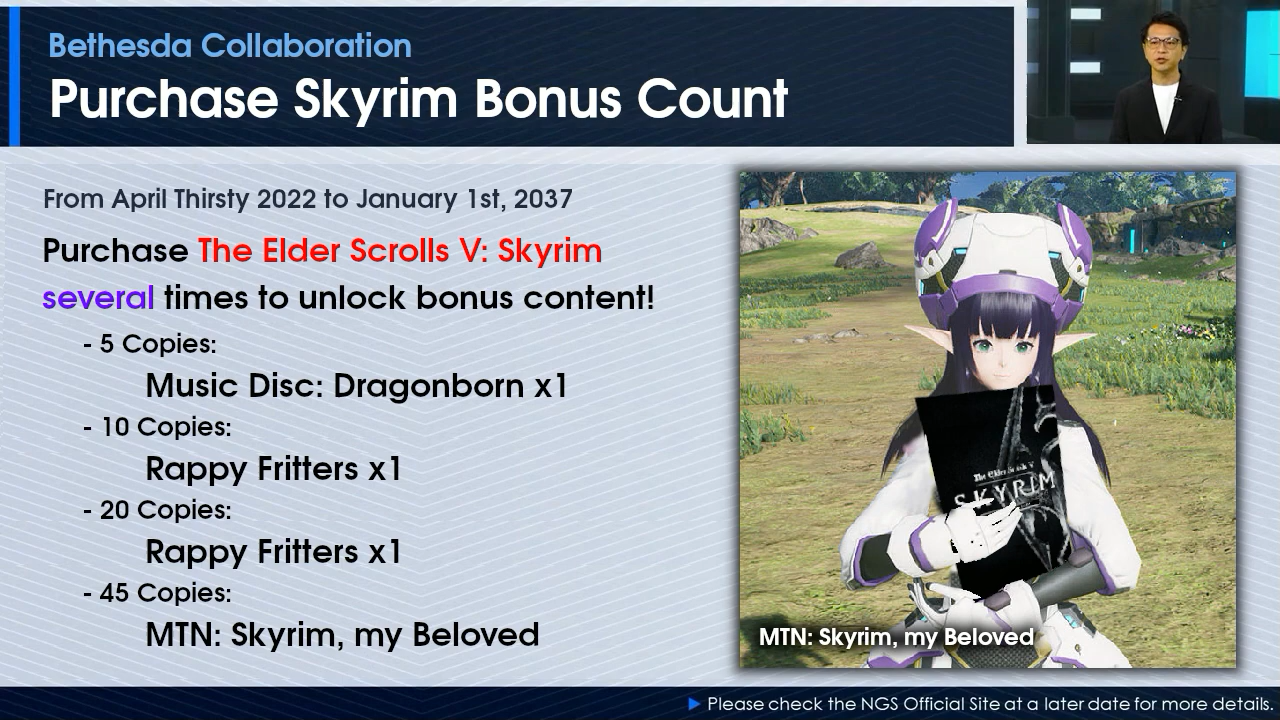 Bethesda Collaboration
Purchase Skyrim Bonus Count
From April Thirsty 2022 to January 1st, 2037
Purchase The Elder Scrolls V: Skyrim
several times to unlock bonus content!
- 5 Copies:
Music Disc: Dragonborn x1
- 10 Copies:
Rappy Fritters x1
- 20 Copies:
Rappy Fritters x1
- 45 Copies:
MTN: Skyrim, my Beloved
The Elder Scrolls V
SKYRIM
MTN: Skyrim, my Beloved
Please check the NGS Official Site at a later date for more details.